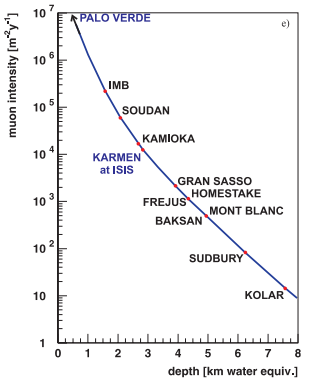 10 7
PALO VERDE
e)
muon intensity [m-2y-1]
10 6
IMB
10 5
SOUDAN
KAMIOKA
10 4
KARMEN
at ISIS
GRAN SASSO
HOMESTAKE
10 3
FREJUS
MONT BLANC
BAKSAN
10 2
SUDBURY
10
KOLAR
1
0 1 2 3 4 5 6 7 8
depth [km water equiv.]